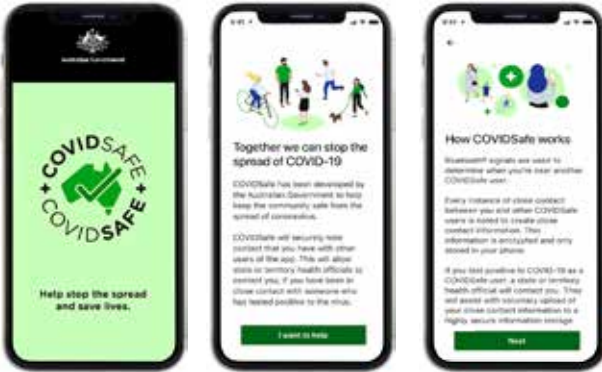 Australian Government
COVIDSAFE
COVIDSAFE
Help stop the spread
and save lives.
Together we can stop the
spread of COVID-19
COVIDSafe has been developed by
the Australian Government to help
keep the community safe from the
spread of coronavirus.
COVIDSafe will securely note
contact that you have with other
users of the app. This will allow
state or territory health officials to
contact you, if you have been in
close contact with someone who
has tested positive to the virus.
I want to help
How COVIDSafe works
Bluetooth® signals are used to
determine when you're near another
COVIDSafe user.
Every instance of close contact
between you and other COVIDSafe
users is noted to create close
contact information. This
information is encrypted and only
stored in your phone.
If you test positive to COVID-19 as a
COVIDSafe user, a state or territory
health official will contact you. They
will assist with voluntary upload of
your close contact information to a
highly secure information storage
Next